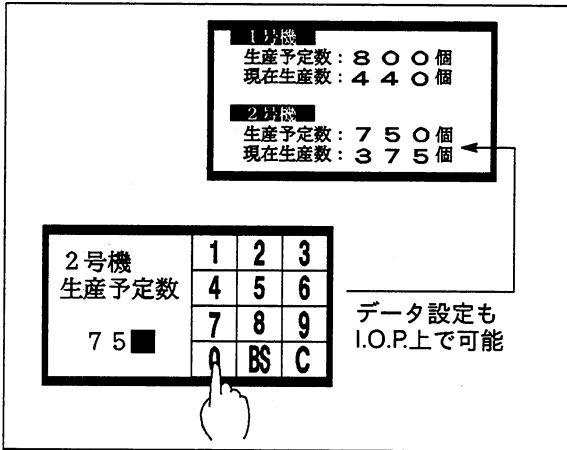 1号機
生産予定数：８００個
現在生産数：４４０個
2号機
生産予定数：７５０個
現在生産数：３７５個
2号機
生産予定数
７５■
1 2 3
4 5 6
7 8 9
0 BS C
データ設定も
I.O.P.上で可能